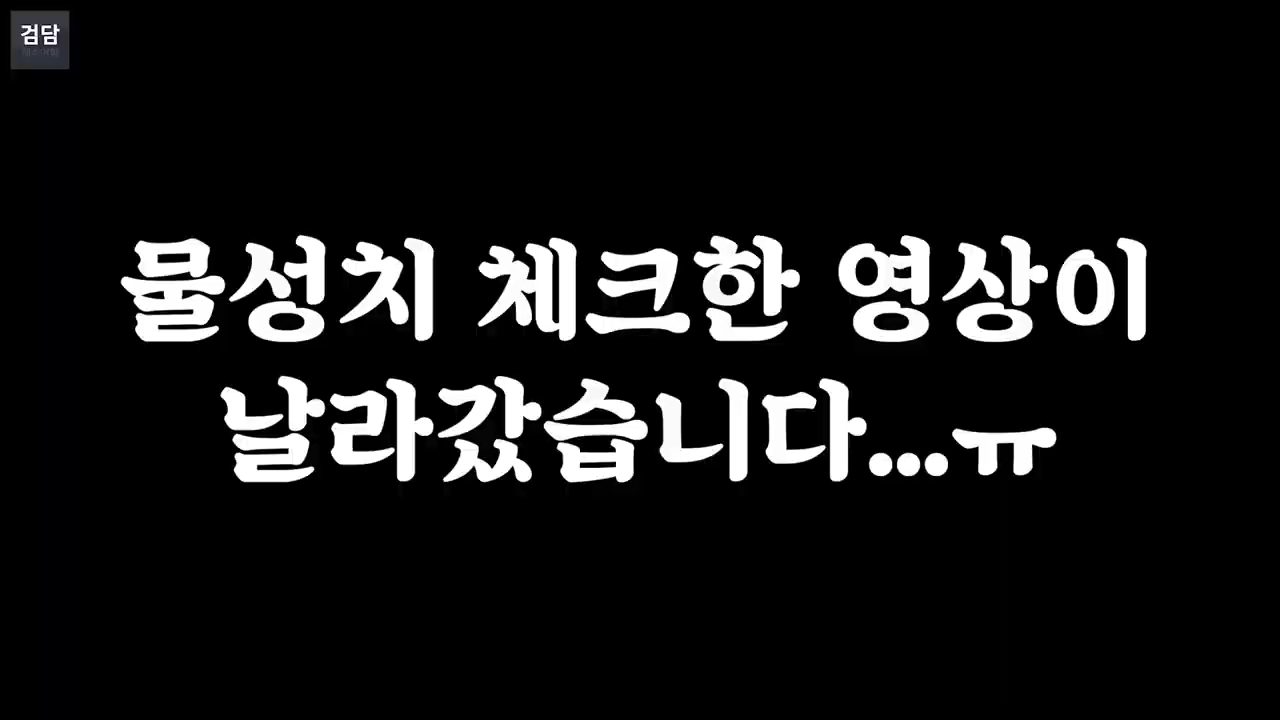 검담
물성치 체크한 영상이
날라갔습니다...ㅠ